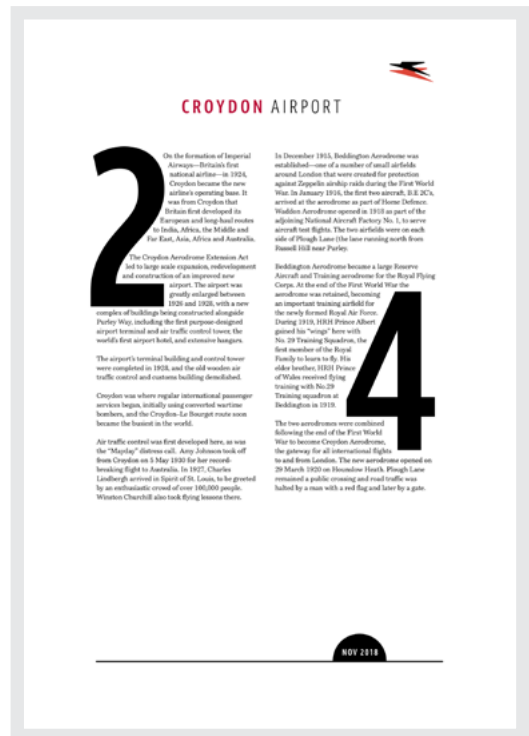 CROYDON AIRPORT
2
On the formation of Imperial
Airways—Britain's first
national airline—in 1924,
Croydon became the new
airline's operating base. It
was from Croydon that
Britain first developed its
European and long-haul routes
to India, Africa, the Middle and
Far East, Asia, Africa and Australia.
The Croydon Aerodrome Extension Act
led to large scale expansion, redevelopment
and construction of an improved new
airport. The airport was
greatly enlarged between
1926 and 1928, with a new
complex of buildings being constructed alongside
Purley Way, including the first purpose-designed
airport terminal and air traffic control tower, the
world's first airport hotel, and extensive hangars.
The airport's terminal building and control tower
were completed in 1928, and the old wooden air
traffic control and customs building demolished.
Croydon was where regular international passenger
services began, initially using converted wartime
bombers, and the Croydon–Le Bourget route soon
became the busiest in the world.
Air traffic control was first developed here, as was
the "Mayday" distress call. Amy Johnson took off
from Croydon on 5 May 1930 for her record-
breaking flight to Australia. In 1927, Charles
Lindbergh arrived in Spirit of St. Louis, to be greeted
by an enthusiastic crowd of over 100,000 people.
Winston Churchill also took flying lessons there.
In December 1915, Beddington Aerodrome was
established—one of a number of small airfields
around London that were created for protection
against Zeppelin airship raids during the First World
War. In January 1916, the first two aircraft, B.E 2C's,
arrived at the aerodrome as part of Home Defence.
Waddon Aerodrome opened in 1918 as part of the
adjoining National Aircraft Factory No. 1, to serve
aircraft test flights. The two airfields were on each
side of Plough Lane (the lane running north from
Russell Hill near Purley.
Beddington Aerodrome became a large Reserve
Aircraft and Training aerodrome for the Royal Flying
Corps. At the end of the First World War the
aerodrome was retained, becoming
an important training airfield for
the newly formed Royal Air Force.
During 1919, HRH Prince Albert
gained his "wings" here with
No. 29 Training Squadron, the
first member of the Royal
Family to learn to fly. His
elder brother, HRH Prince
of Wales received flying
training with No.29
Training squadron at
Beddington in 1919.
4
The two aerodromes were combined
following the end of the First World
War to become Croydon Aerodrome,
the gateway for all international flights
to and from London. The new aerodrome opened on
29 March 1920 on Hounslow Heath. Plough Lane
remained a public crossing and road traffic was
halted by a man with a red flag and later by a gate.
NOV 2018